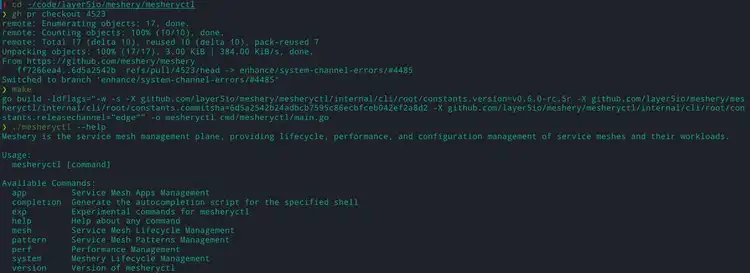 cd ~/code/layer5io/meshery/mesheryctl
❯ gh pr checkout 4523
remote: Enumerating objects: 17, done.
remote: Counting objects: 100% (10/10), done.
remote: Total 17 (delta 10), reused 10 (delta 10), pack-reused 7
Unpacking objects: 100% (17/17), 3.00 KiB | 384.00 KiB/s, done.
From https://github.com/meshery/meshery
ff7266ea4..6d5a2542b refs/pull/4523/head -> enhance/system-channel-errors/#4485
Switched to branch 'enhance/system-channel-errors/#4485'
❯ make
go build -ldflags="-w -s -X github.com/layer5io/meshery/mesheryctl/internal/cli/root/constants.version=v0.6.0-rc.5r -X github.com/layer5io/meshery/mes
heryctl/internal/cli/root/constants.commitsha=6d5a2542b24adbcb7595c86ecbfceb042ef2a8d2 -X github.com/layer5io/meshery/mesheryctl/internal/cli/root/con
stants.releasechannel="edge"" -o mesheryctl cmd/mesheryctl/main.go
❯ ./mesheryctl --help
Meshery is the service mesh management plane, providing lifecycle, performance, and configuration management of service meshes and their workloads.
Usage:
mesheryctl [command]
Available Commands:
app Service Mesh Apps Management
completion Generate the autocompletion script for the specified shell
exp Experimental commands for mesheryctl
help Help about any command
mesh Service Mesh Lifecycle Management
pattern Service Mesh Patterns Management
perf Performance Management
system Meshery Lifecycle Management
version Version of mesheryctl